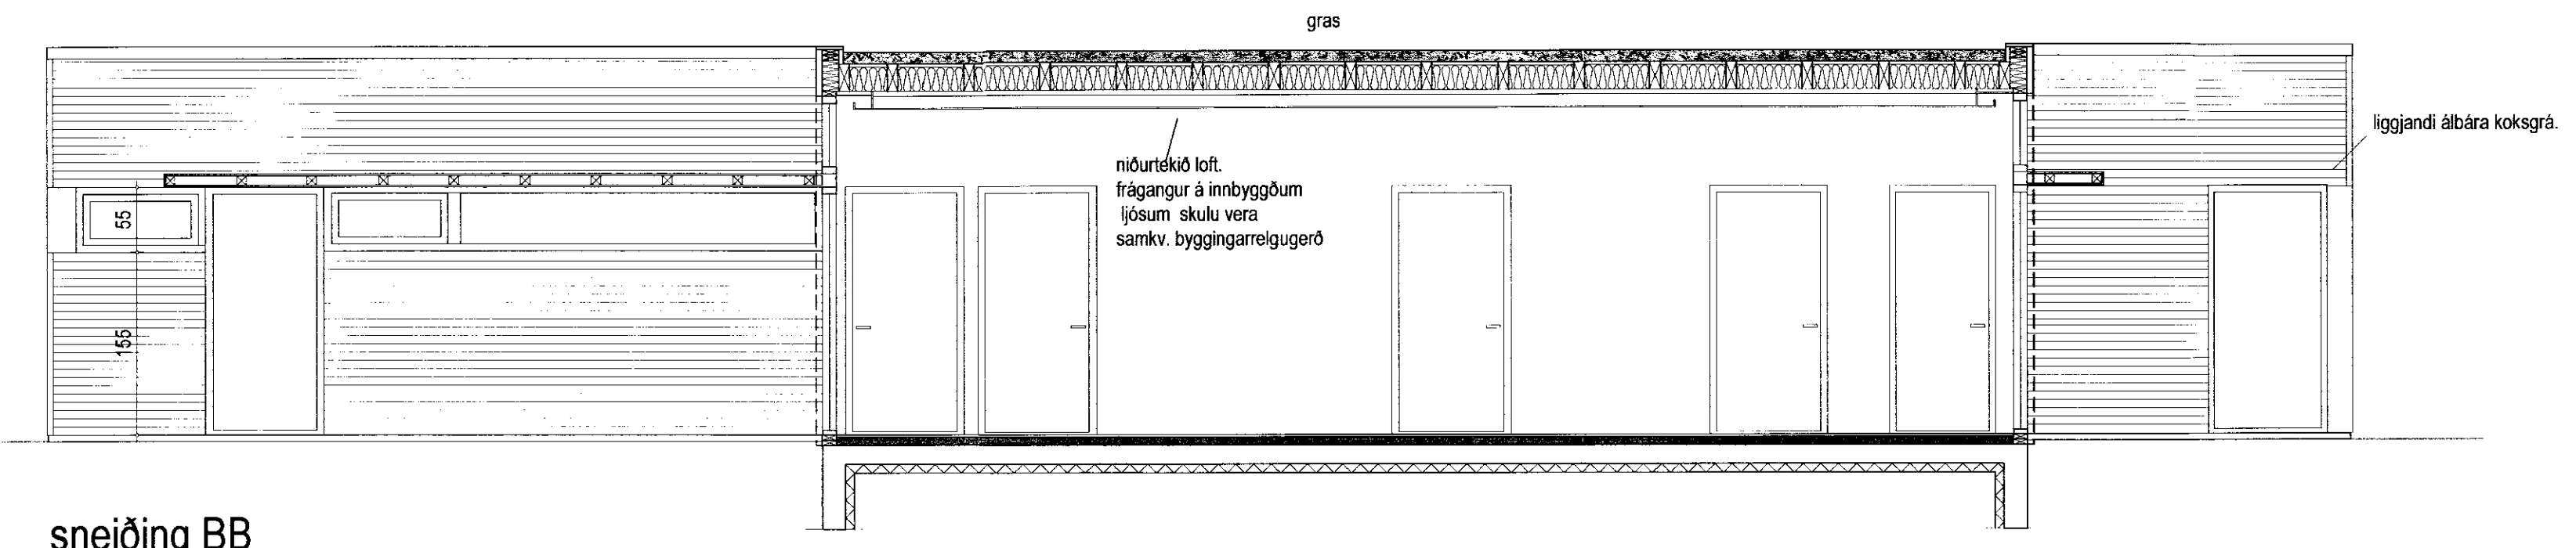 gras
liggjandi álbára koksgrá.
niðurtekið loft.
frágangur á innbyggðum
ljósum skulu vera
samkv. byggingarrelgugerð
55
155
sneiðing BB